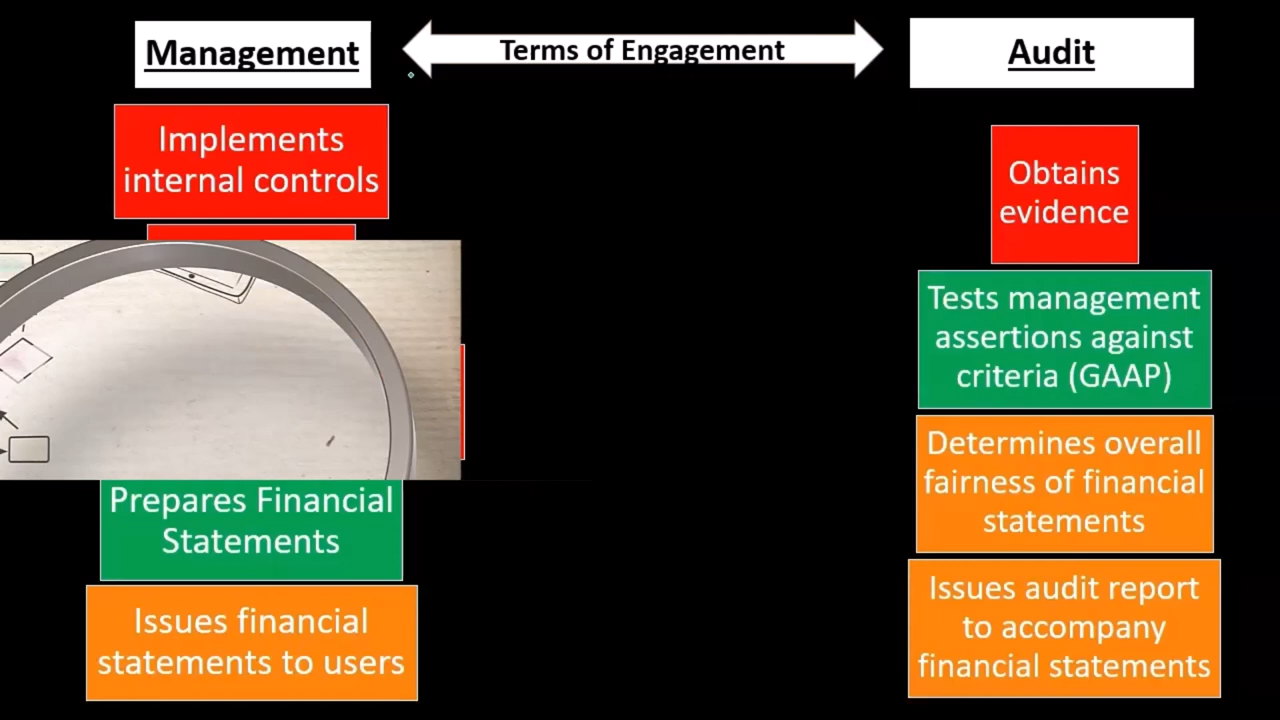 Management
Terms of Engagement
Audit
Implements
internal controls
Prepares Financial
Statements
Issues financial
statements to users
Obtains
evidence
Tests management
assertions against
criteria (GAAP)
Determines overall
fairness of financial
statements
Issues audit report
to accompany
financial statements